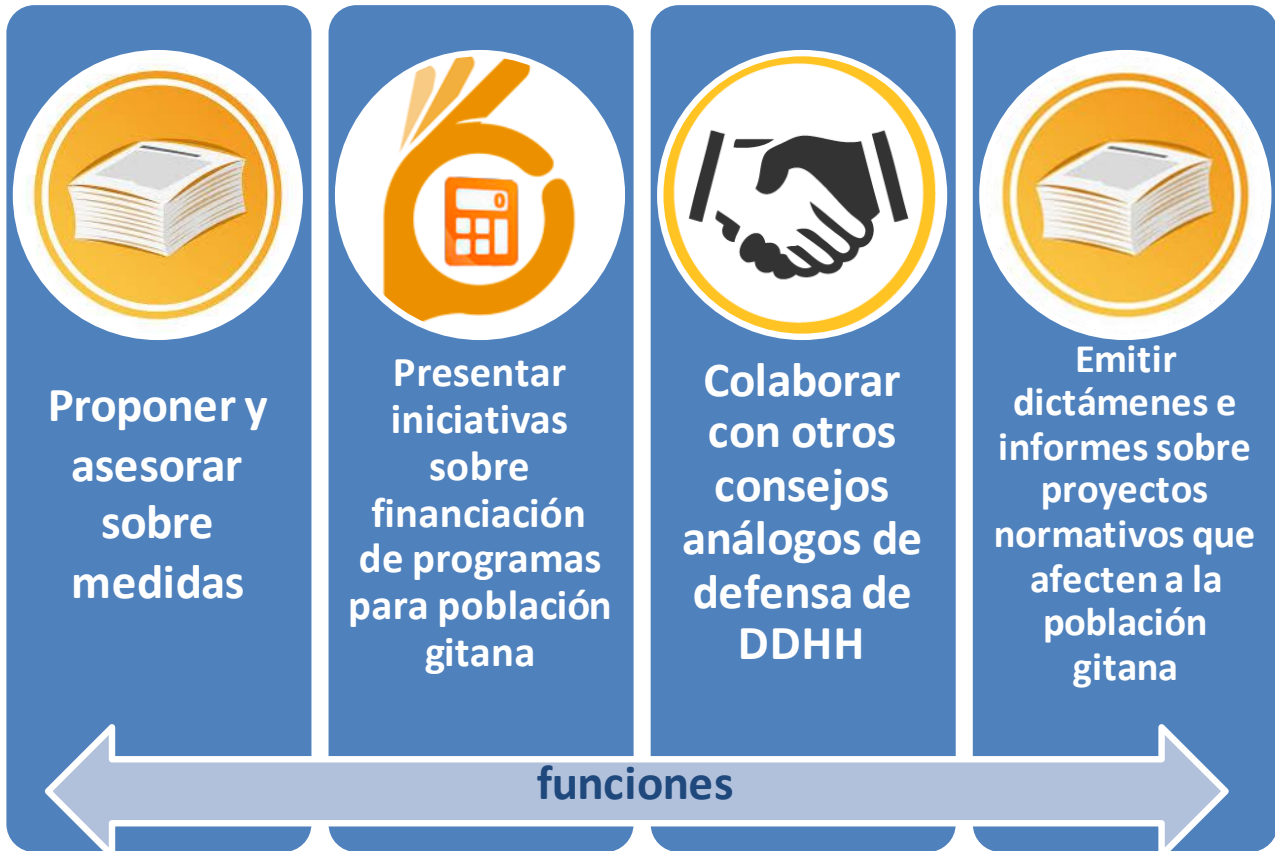 Proponer y
asesorar
sobre
medidas
Presentar
iniciativas
sobre
financiación
de programas
para población
gitana
Colaborar
con otros
consejos
análogos de
defensa de
DDHH
Emitir
dictámenes e
informes sobre
proyectos
normativos que
afecten a la
población
gitana
funciones